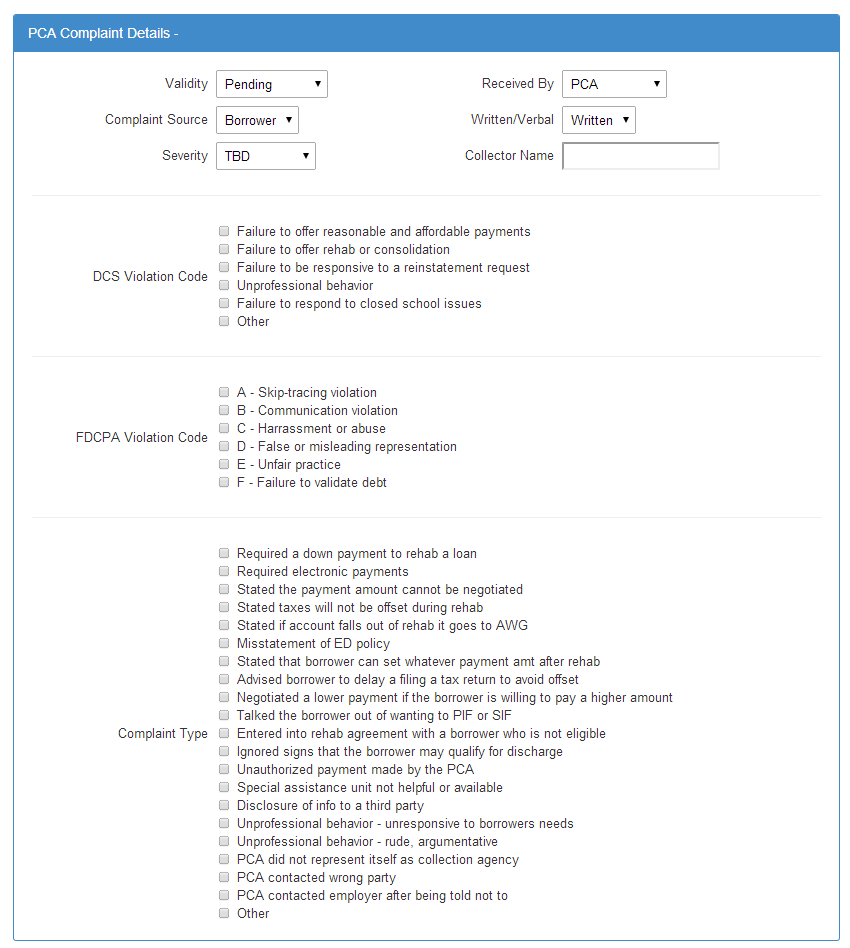 PCA Complaint Details -
Validity Pending Received By PCA
Complaint Source Borrower Written/Verbal Written
Severity TBD Collector Name
DCS Violation Code
Failure to offer reasonable and affordable payments
Failure to offer rehab or consolidation
Failure to be responsive to a reinstatement request
Unprofessional behavior
Failure to respond to closed school issues
Other
FDCPA Violation Code
A - Skip-tracing violation
B - Communication violation
C - Harrassment or abuse
D - False or misleading representation
E - Unfair practice
F - Failure to validate debt
Complaint Type
Required a down payment to rehab a loan
Required electronic payments
Stated the payment amount cannot be negotiated
Stated taxes will not be offset during rehab
Stated if account falls out of rehab it goes to AWG
Misstatement of ED policy
Stated that borrower can set whatever payment amt after rehab
Advised borrower to delay a filing a tax return to avoid offset
Negotiated a lower payment if the borrower is willing to pay a higher amount
Talked the borrower out of wanting to PIF or SIF
Entered into rehab agreement with a borrower who is not eligible
Ignored signs that the borrower may qualify for discharge
Unauthorized payment made by the PCA
Special assistance unit not helpful or available
Disclosure of info to a third party
Unprofessional behavior - unresponsive to borrowers needs
Unprofessional behavior - rude, argumentative
PCA did not represent itself as collection agency
PCA contacted wrong party
PCA contacted employer after being told not to
Other